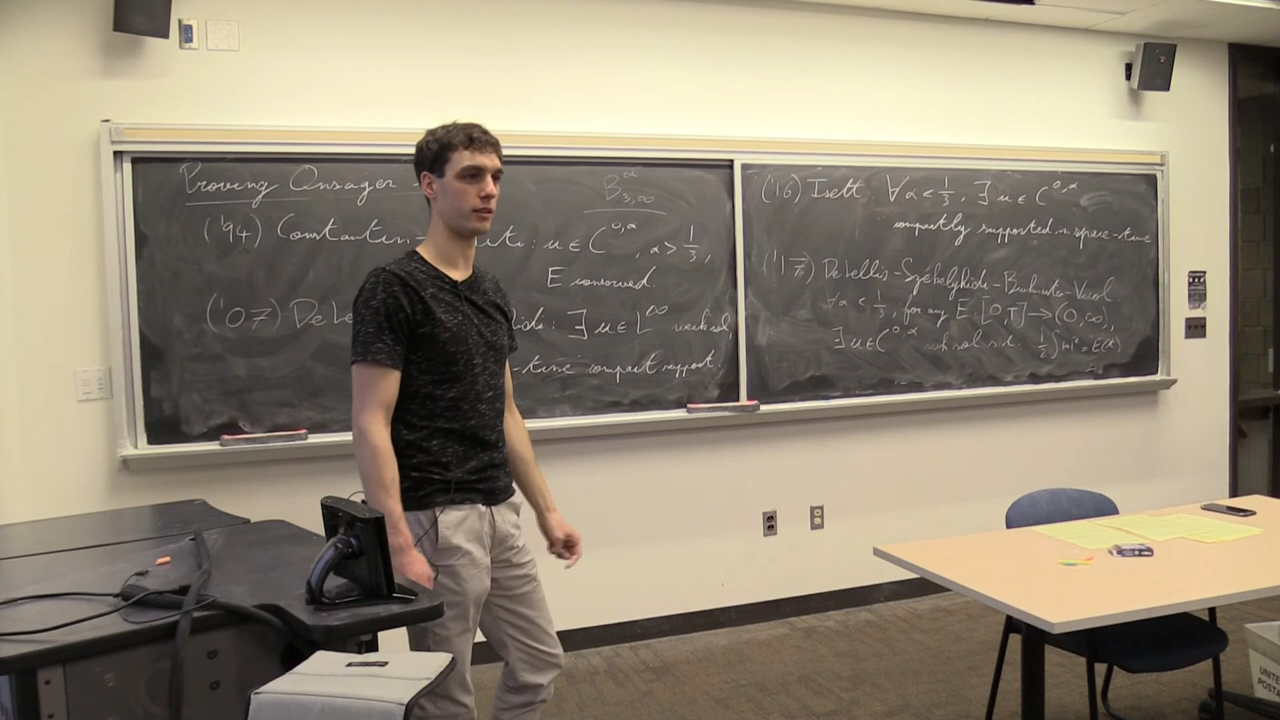 Proving Onsager
B^α_{3,∞}
('94) Constantin- : u ∈ C^{0,α}, α > 1/3,
E conserved.
('07) DeLe : ∃ u ∈ L^∞ weak sol,
-time compact support.
('16) Isett: ∀α < 1/3, ∃ u ∈ C^{0,α}
compactly supported in space-time
('17) DeLellis-Székelyhidi-Buckmaster-Vicol.
∀α < 1/3, for any E: [0,T] → (0,∞),
∃ u ∈ C^{0,α} weak sol s.t. 1/2 ∫|u|² = E(t)
UNITE
POSTA